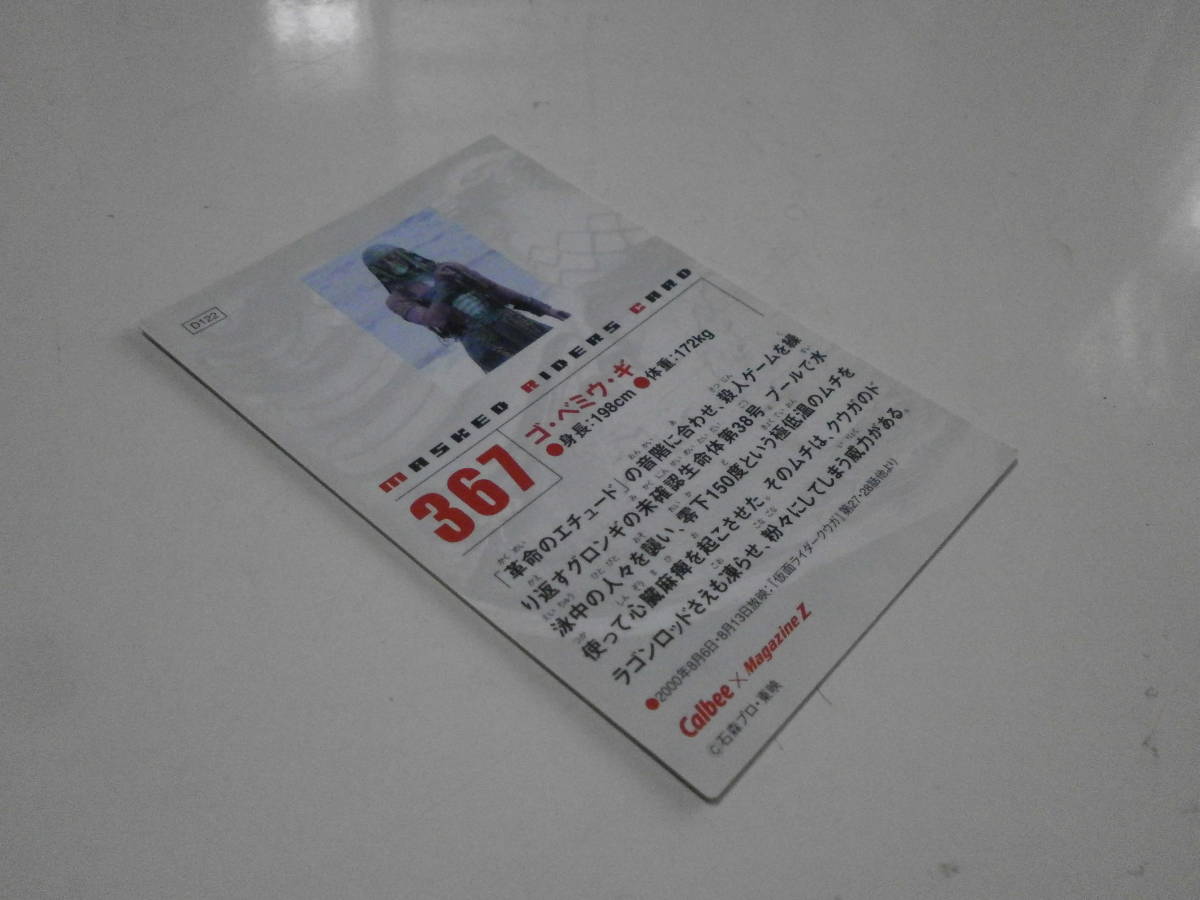 D122
MASKED RIDERS CARD
367
ゴ・ベミウ・ギ
●身長:198cm ●体重:172kg
「革命のエチュード」の音階に合わせ、殺人ゲームを繰
り返すグロンギの未確認生命体第38号。プールで水
泳中の人々を襲い、零下150度という極低温のムチを
使って心臓麻痺を起こさせた。そのムチは、クウガのド
ラゴンロッドさえも凍らせ、粉々にしてしまう威力がある。
●2000年8月6日・8月13日放映:『仮面ライダークウガ』第27・28話他より
Calbee × Magazine Z
©石森プロ・東映